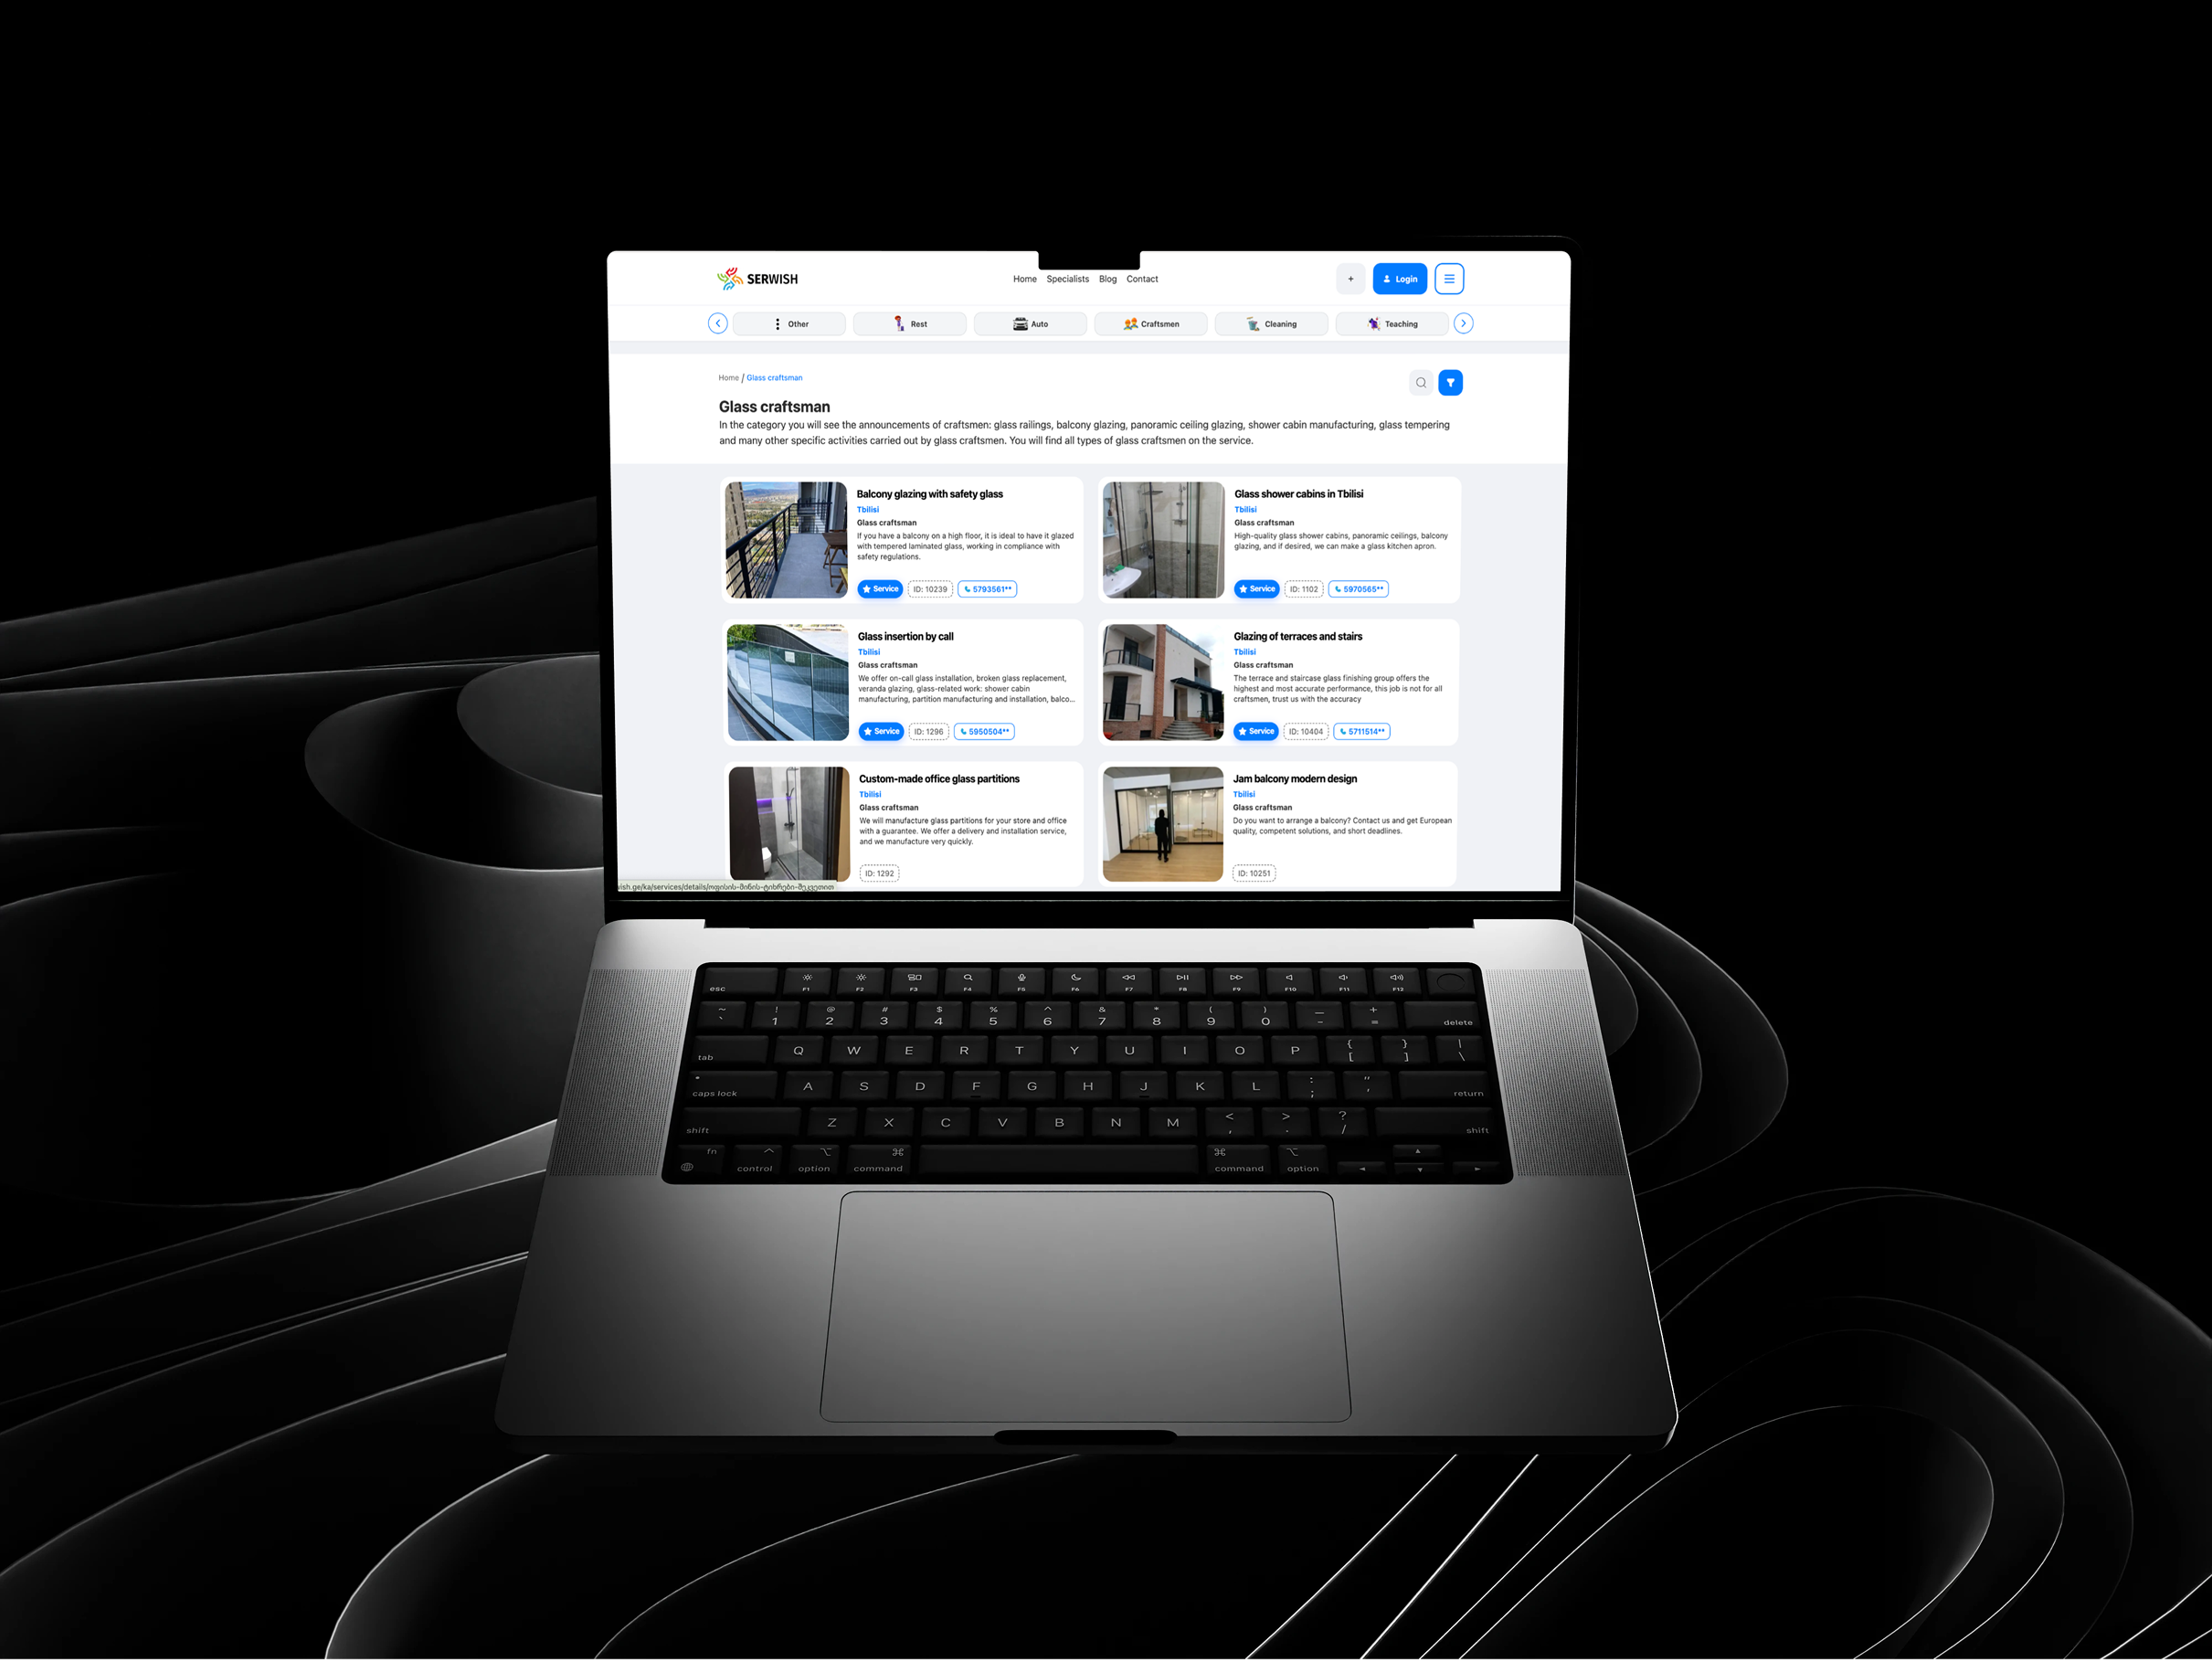 SERWISH
Home Specialists Blog Contact
+ Login
Other Rest Auto Craftsmen Cleaning Teaching
Home / Glass craftsman
Glass craftsman
In the category you will see the announcements of craftsmen: glass railings, balcony glazing, panoramic ceiling glazing, shower cabin manufacturing, glass tempering
and many other specific activities carried out by glass craftsmen. You will find all types of glass craftsmen on the service.
Balcony glazing with safety glass
Tbilisi
Glass craftsman
If you have a balcony on a high floor, it is ideal to have it glazed
with tempered laminated glass, working in compliance with
safety regulations.
Service ID: 10239 5793561**
Glass shower cabins in Tbilisi
Tbilisi
Glass craftsman
High-quality glass shower cabins, panoramic ceilings, balcony
glazing, and if desired, we can make a glass kitchen apron.
Service ID: 1102 5970565**
Glass insertion by call
Tbilisi
Glass craftsman
We offer on-call glass installation, broken glass replacement,
veranda glazing, glass-related work: shower cabin
manufacturing, partition manufacturing and installation, balco...
Service ID: 1296 5950504**
Glazing of terraces and stairs
Tbilisi
Glass craftsman
The terrace and staircase glass finishing group offers the
highest and most accurate performance, this job is not for all
craftsmen, trust us with the accuracy
Service ID: 10404 5711514**
Custom-made office glass partitions
Tbilisi
Glass craftsman
We will manufacture glass partitions for your store and office
with a guarantee. We offer a delivery and installation service,
and we manufacture very quickly.
ID: 1292
Jam balcony modern design
Tbilisi
Glass craftsman
Do you want to arrange a balcony? Contact us and get European
quality, competent solutions, and short deadlines.
ID: 10251
wish.ge/ka/services/details/ოფისის-მინის-ტიხრები-შეკვეთით
esc F1 F2 F3 F4 F5 F6 F7 F8 F9 F10 F11 F12
~ ! @ # $ % ^ & * ( ) — +
` 1 2 3 4 5 6 7 8 9 0 - = delete
tab Q W E R T Y U I O P { [ } ] | \
caps lock A S D F G H J K L : ; " ' return
shift Z X C V B N M < , > . ? / shift
fn control option command command option